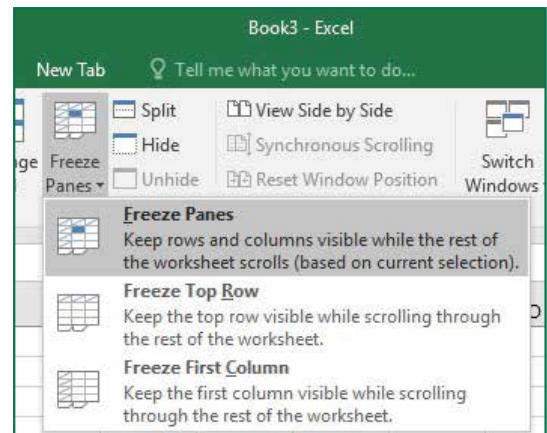 Book3 - Excel
New Tab
Tell me what you want to do...
Freeze Panes
Split
Hide
Unhide
View Side by Side
Synchronous Scrolling
Reset Window Position
Switch Windows
Freeze Panes
Keep rows and columns visible while the rest of
the worksheet scrolls (based on current selection).
Freeze Top Row
Keep the top row visible while scrolling through
the rest of the worksheet.
Freeze First Column
Keep the first column visible while scrolling
through the rest of the worksheet.